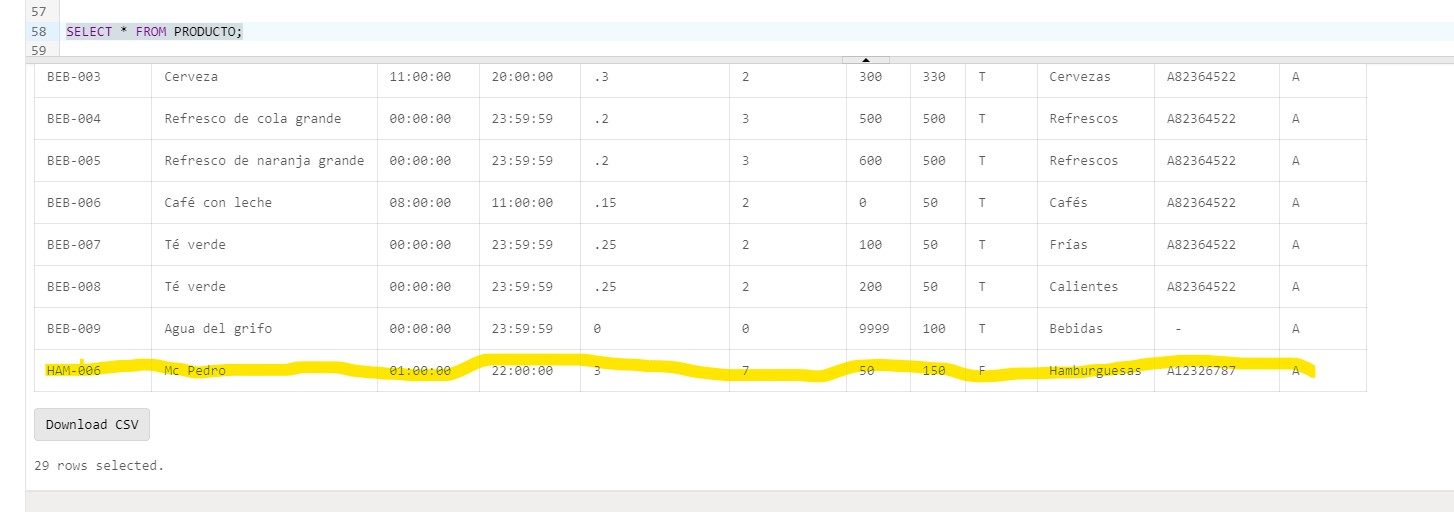 57
58 SELECT * FROM PRODUCTO;
59
BEB-003 Cerveza 11:00:00 20:00:00 .3 2 300 330 T Cervezas A82364522 A
BEB-004 Refresco de cola grande 00:00:00 23:59:59 .2 3 500 500 T Refrescos A82364522 A
BEB-005 Refresco de naranja grande 00:00:00 23:59:59 .2 3 600 500 T Refrescos A82364522 A
BEB-006 Café con leche 08:00:00 11:00:00 .15 2 0 50 T Cafés A82364522 A
BEB-007 Té verde 00:00:00 23:59:59 .25 2 100 50 T Frías A82364522 A
BEB-008 Té verde 00:00:00 23:59:59 .25 2 200 50 T Calientes A82364522 A
BEB-009 Agua del grifo 00:00:00 23:59:59 0 0 9999 100 T Bebidas - A
HAM-006 Mc Pedro 01:00:00 22:00:00 3 7 50 150 F Hamburguesas A12326787 A
Download CSV
29 rows selected.